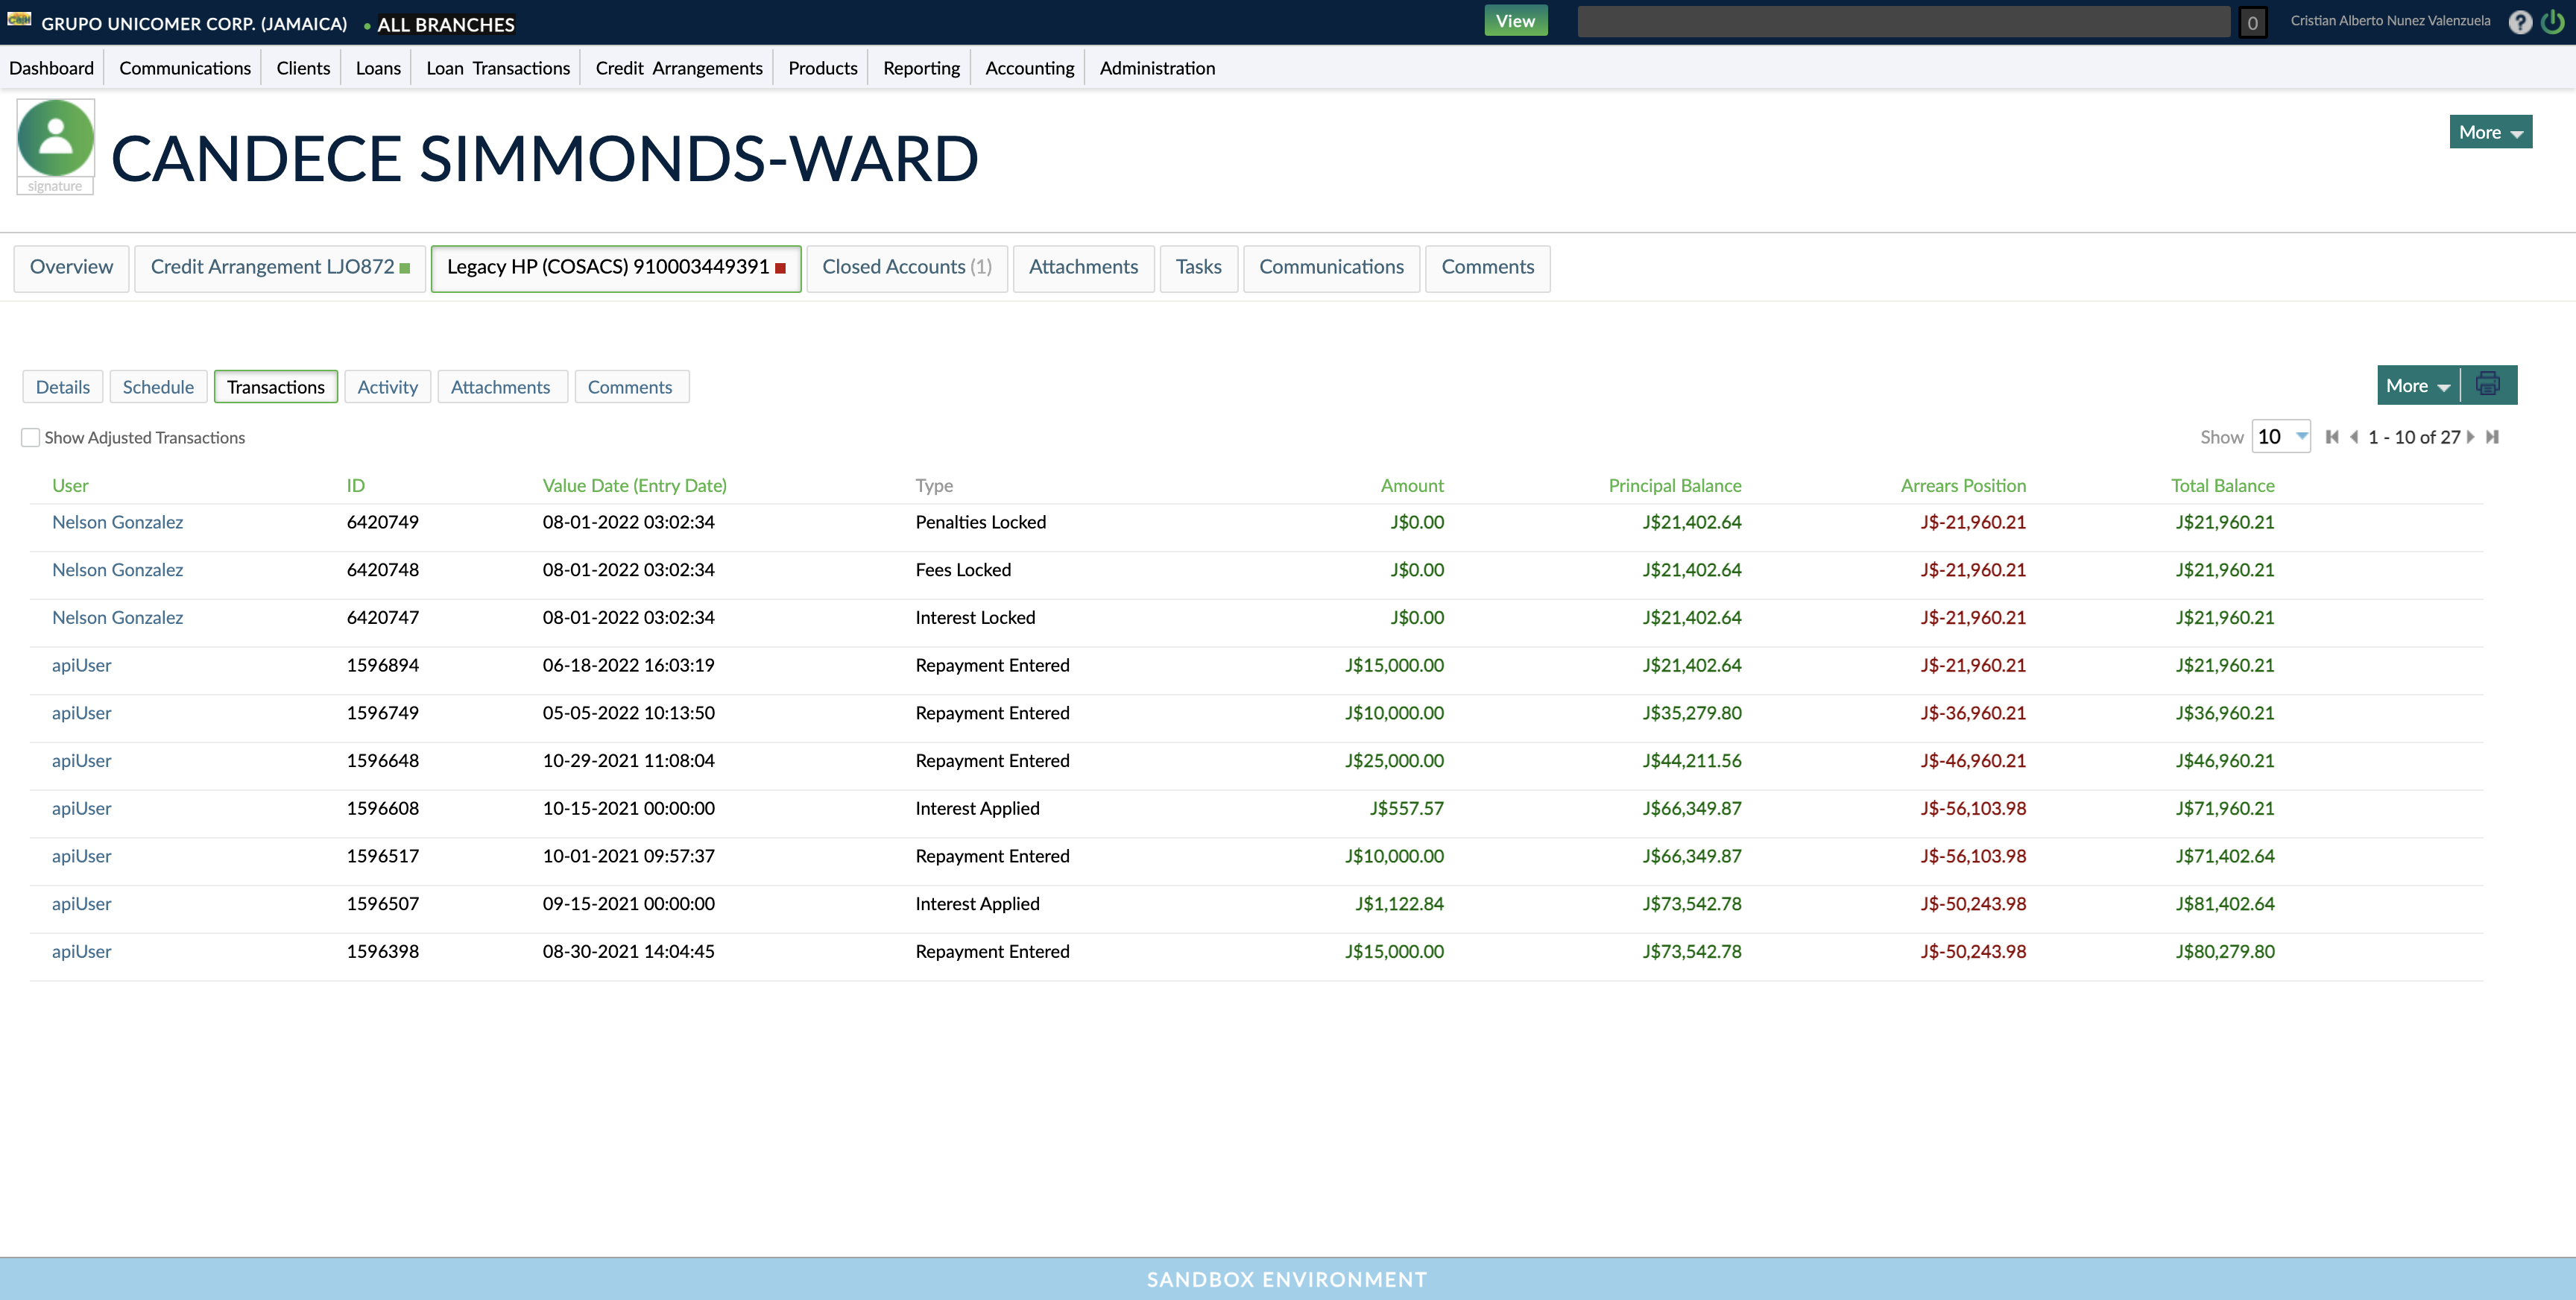 GRUPO UNICOMER CORP. (JAMAICA) • ALL BRANCHES View 0 Cristian Alberto Nunez Valenzuela ?
Dashboard Communications Clients Loans Loan Transactions Credit Arrangements Products Reporting Accounting Administration
CANDECE SIMMONDS-WARD
More
signature
Overview Credit Arrangement LJO872 Legacy HP (COSACS) 910003449391 Closed Accounts (1) Attachments Tasks Communications Comments
Details Schedule Transactions Activity Attachments Comments More
Show Adjusted Transactions Show 10 1 - 10 of 27
User ID Value Date (Entry Date) Type Amount Principal Balance Arrears Position Total Balance
Nelson Gonzalez 6420749 08-01-2022 03:02:34 Penalties Locked J$0.00 J$21,402.64 J$-21,960.21 J$21,960.21
Nelson Gonzalez 6420748 08-01-2022 03:02:34 Fees Locked J$0.00 J$21,402.64 J$-21,960.21 J$21,960.21
Nelson Gonzalez 6420747 08-01-2022 03:02:34 Interest Locked J$0.00 J$21,402.64 J$-21,960.21 J$21,960.21
apiUser 1596894 06-18-2022 16:03:19 Repayment Entered J$15,000.00 J$21,402.64 J$-21,960.21 J$21,960.21
apiUser 1596749 05-05-2022 10:13:50 Repayment Entered J$10,000.00 J$35,279.80 J$-36,960.21 J$36,960.21
apiUser 1596648 10-29-2021 11:08:04 Repayment Entered J$25,000.00 J$44,211.56 J$-46,960.21 J$46,960.21
apiUser 1596608 10-15-2021 00:00:00 Interest Applied J$557.57 J$66,349.87 J$-56,103.98 J$71,960.21
apiUser 1596517 10-01-2021 09:57:37 Repayment Entered J$10,000.00 J$66,349.87 J$-56,103.98 J$71,402.64
apiUser 1596507 09-15-2021 00:00:00 Interest Applied J$1,122.84 J$73,542.78 J$-50,243.98 J$81,402.64
apiUser 1596398 08-30-2021 14:04:45 Repayment Entered J$15,000.00 J$73,542.78 J$-50,243.98 J$80,279.80
SANDBOX ENVIRONMENT